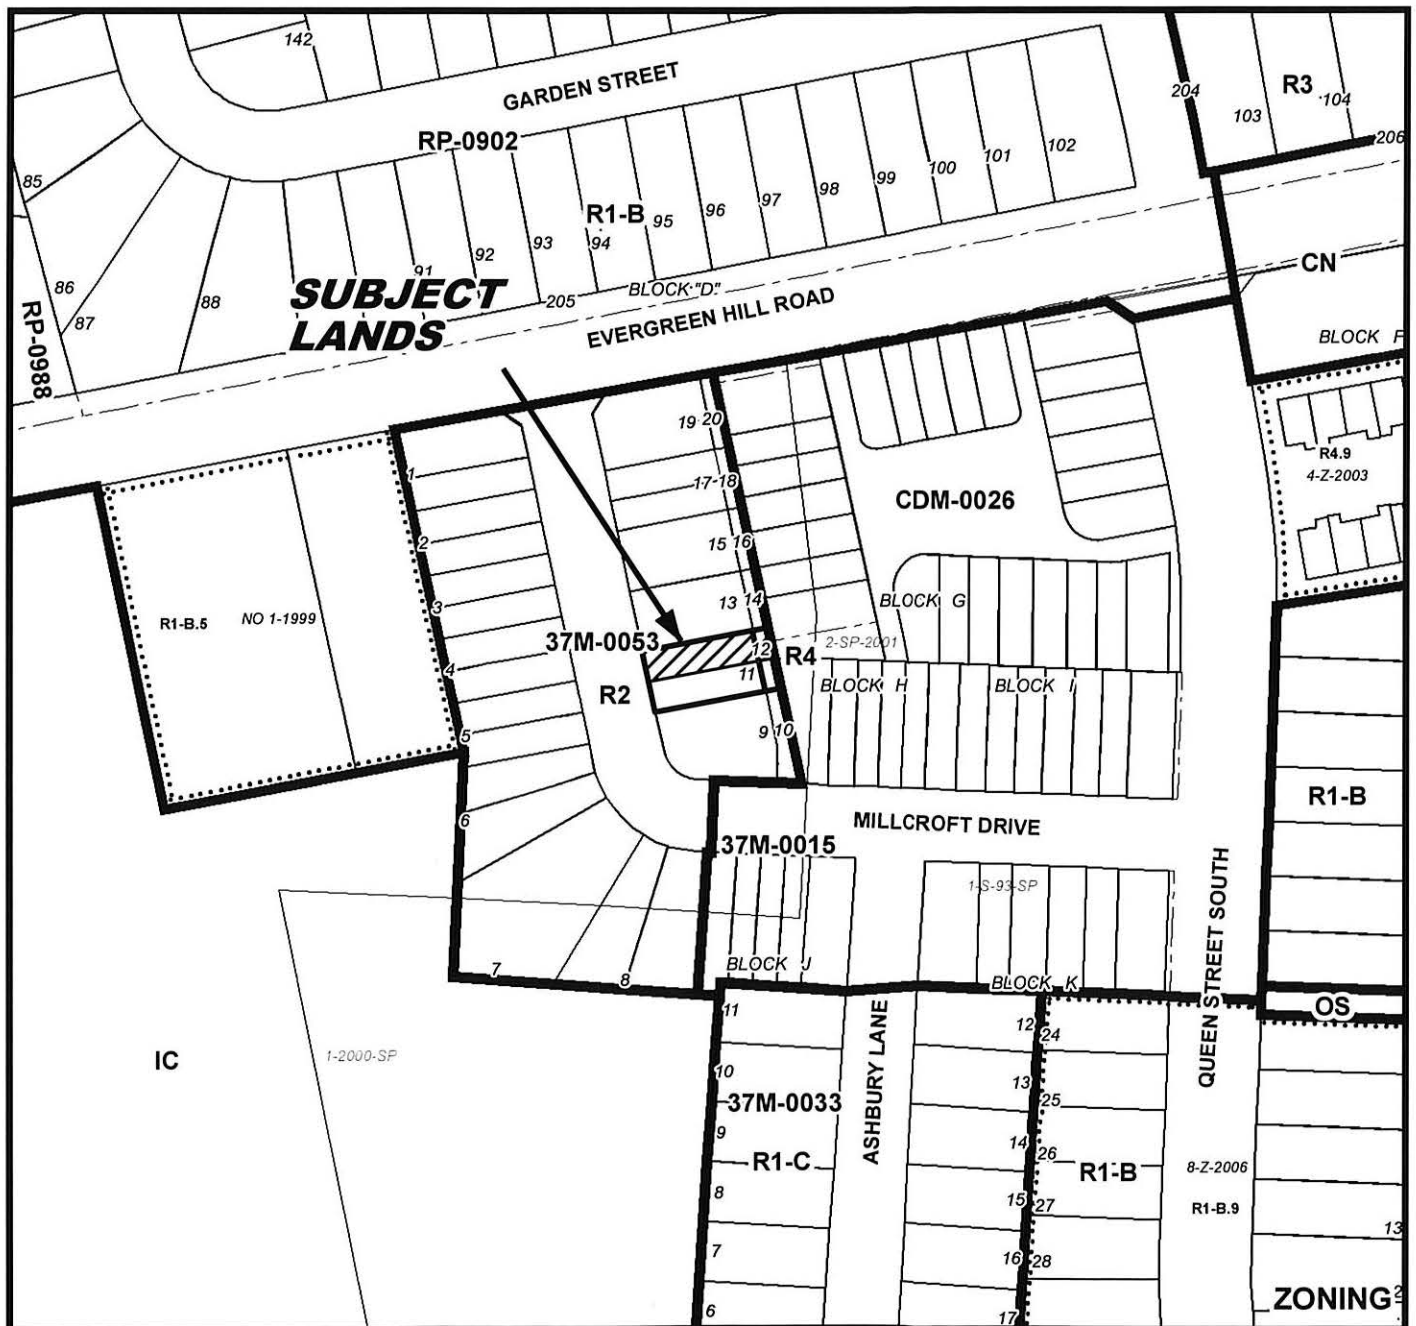 142
GARDEN STREET
204
R3
103
104
RP-0902
206
85
102
101
100
99
98
97
96
95
R1-B
94
93
92
91
86
87
88
RP-0988
SUBJECT
LANDS
205
BLOCK "D"
EVERGREEN HILL ROAD
CN
BLOCK F
19 20
1
17 18
R4.9
4-Z-2003
CDM-0026
2
15 16
3
13 14
BLOCK G
R1-B.5
NO 1-1999
37M-0053
12
R4
2-SP-2001
4
11
BLOCK H
BLOCK I
R2
5
9 10
R1-B
6
MILLCROFT DRIVE
37M-0015
1-S-93-SP
QUEEN STREET SOUTH
7
8
BLOCK J
BLOCK K
OS
11
ASHBURY LANE
12
24
IC
1-2000-SP
10
13
25
37M-0033
9
14
26
R1-C
R1-B
8-Z-2006
8
15
27
R1-B.9
13
7
16
28
6
17
ZONING
2